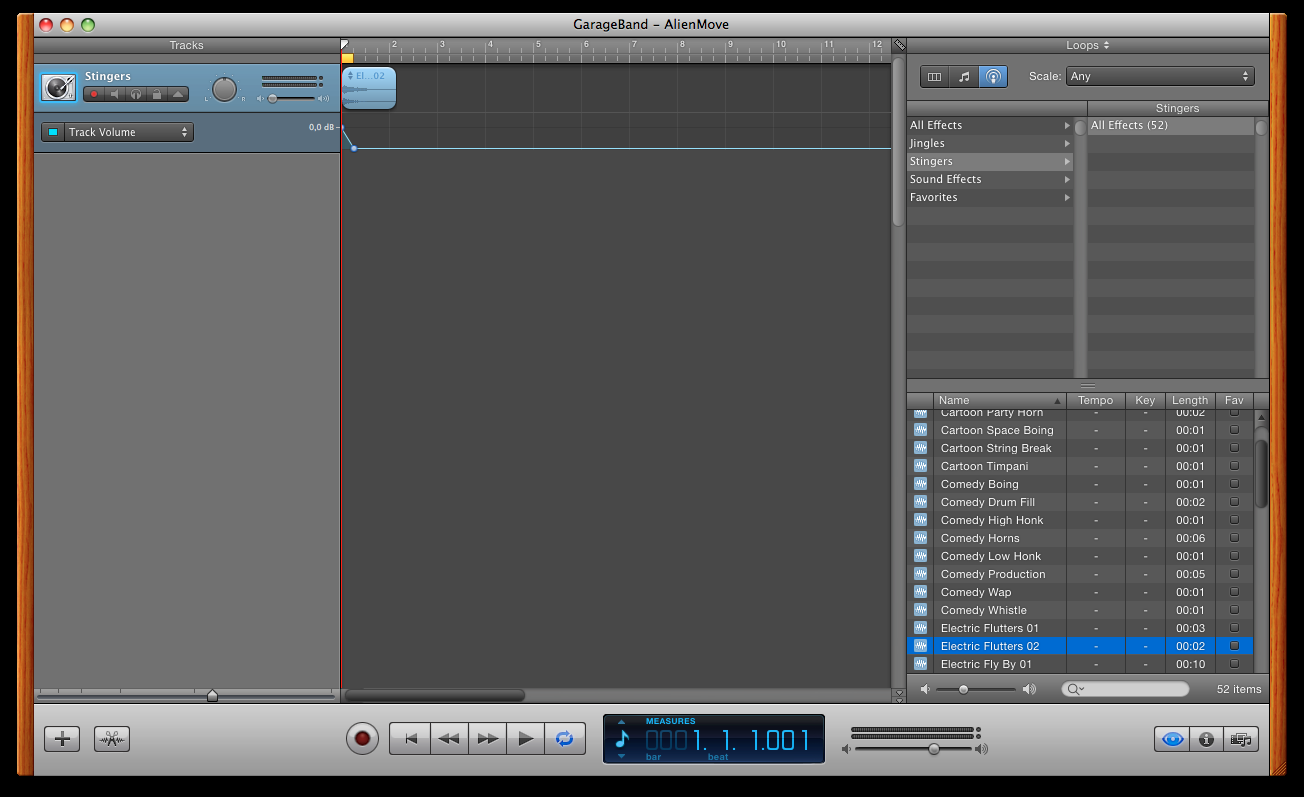 GarageBand – AlienMove
Tracks
2 3 4 5 6 7 8 9 10 11 12
Loops
Stingers
L R
El...02
Scale: Any
Track Volume
0,0 dB
Stingers
All Effects
All Effects (52)
Jingles
Stingers
Sound Effects
Favorites
Name Tempo Key Length Fav
Cartoon Party Horn - - 00:02
Cartoon Space Boing - - 00:01
Cartoon String Break - - 00:01
Cartoon Timpani - - 00:01
Comedy Boing - - 00:01
Comedy Drum Fill - - 00:02
Comedy High Honk - - 00:01
Comedy Horns - - 00:06
Comedy Low Honk - - 00:01
Comedy Production - - 00:05
Comedy Wap - - 00:01
Comedy Whistle - - 00:01
Electric Flutters 01 - - 00:03
Electric Flutters 02 - - 00:02
Electric Fly By 01 - - 00:10
52 items
MEASURES
0001. 1. 1.001
bar beat